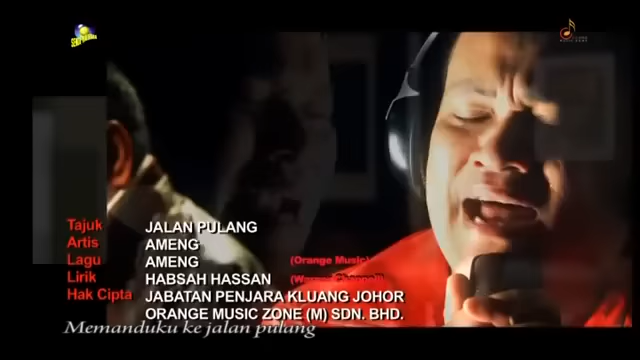 Tajuk JALAN PULANG
Artis AMENG
Lagu AMENG (Orange Music)
Lirik HABSAH HASSAN
Hak Cipta JABATAN PENJARA KLUANG JOHOR
ORANGE MUSIC ZONE (M) SDN. BHD.
Memanduku ke jalan pulang